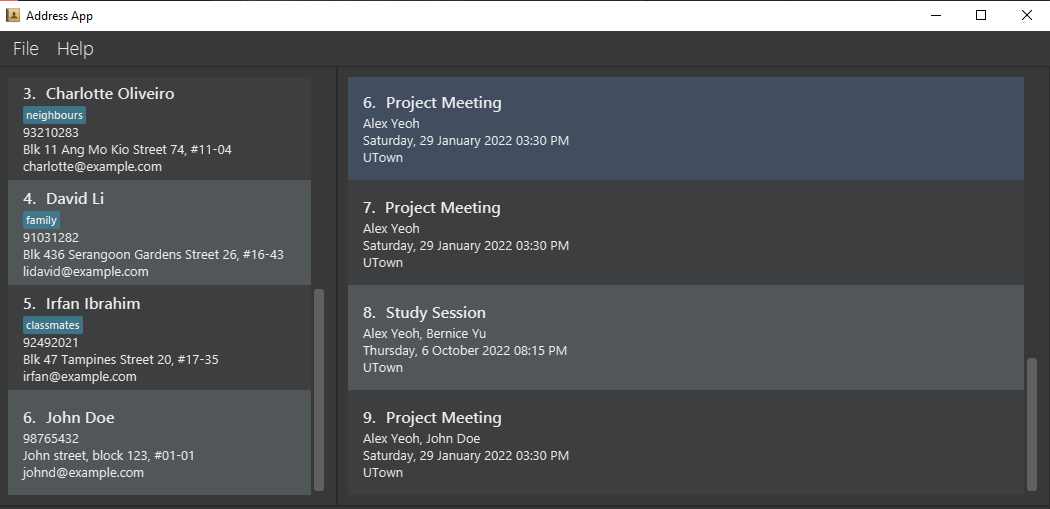 Address App
File Help
3. Charlotte Oliveiro
neighbours
93210283
Blk 11 Ang Mo Kio Street 74, #11-04
charlotte@example.com
4. David Li
family
91031282
Blk 436 Serangoon Gardens Street 26, #16-43
lidavid@example.com
5. Irfan Ibrahim
classmates
92492021
Blk 47 Tampines Street 20, #17-35
irfan@example.com
6. John Doe
98765432
John street, block 123, #01-01
johnd@example.com
6. Project Meeting
Alex Yeoh
Saturday, 29 January 2022 03:30 PM
UTown
7. Project Meeting
Alex Yeoh
Saturday, 29 January 2022 03:30 PM
UTown
8. Study Session
Alex Yeoh, Bernice Yu
Thursday, 6 October 2022 08:15 PM
UTown
9. Project Meeting
Alex Yeoh, John Doe
Saturday, 29 January 2022 03:30 PM
UTown